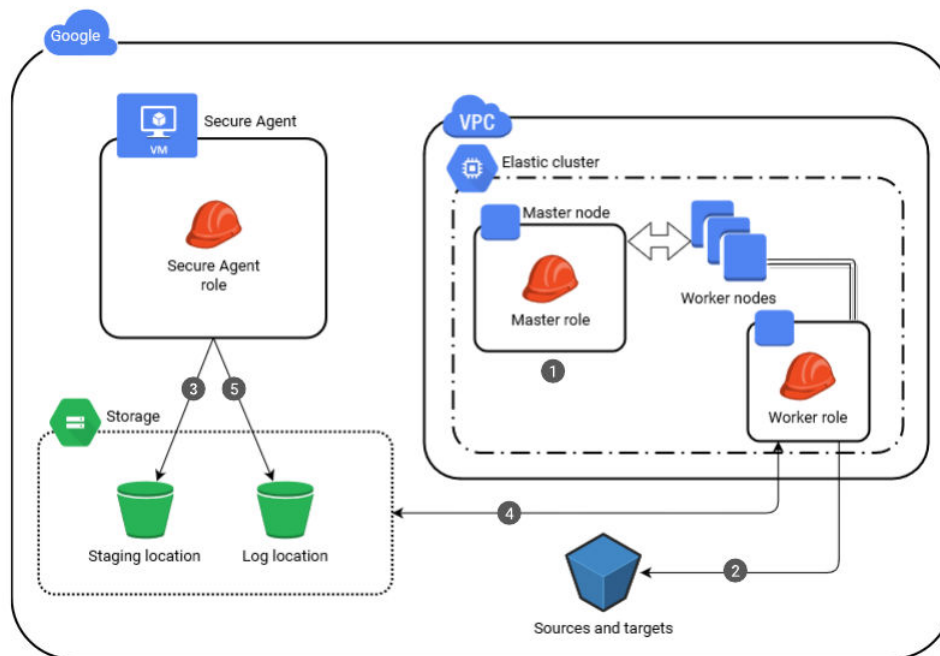 Google
VM
Secure Agent
Secure Agent
role
VPC
Elastic cluster
Master node
Master role
1
Worker nodes
Worker role
3
5
Storage
Staging location
Log location
4
2
Sources and targets